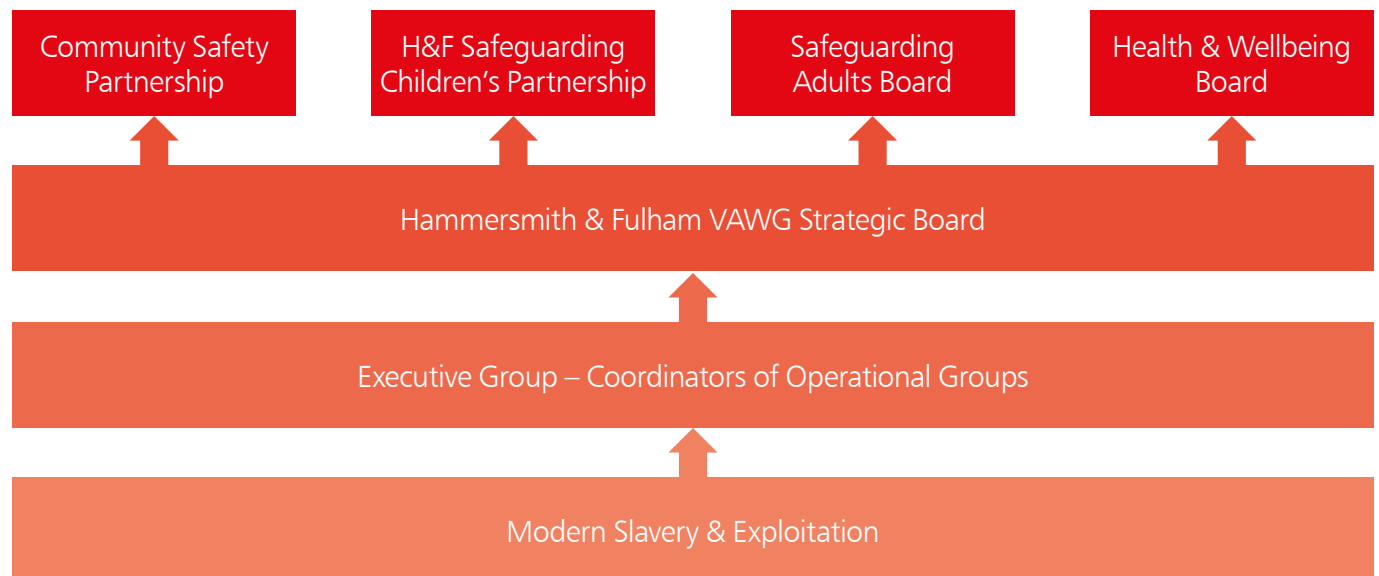 Community Safety
Partnership
H&F Safeguarding
Children’s Partnership
Safeguarding
Adults Board
Health & Wellbeing
Board
Hammersmith & Fulham VAWG Strategic Board
Executive Group – Coordinators of Operational Groups
Modern Slavery & Exploitation